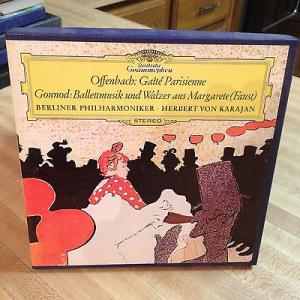 Deutsche
Grammophon
Offenbach: Gaîté Parisienne
Gounod: Ballettmusik und Walzer aus Margarete (Faust)
BERLINER PHILHARMONIKER · HERBERT VON KARAJAN
STEREO